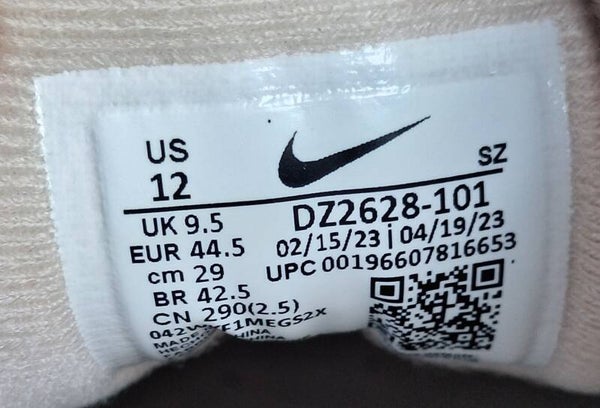 US
12
SZ
UK 9.5
EUR 44.5
cm 29
BR 42.5
CN 290(2.5)
DZ2628-101
02/15/23 | 04/19/23
UPC 00196607816653